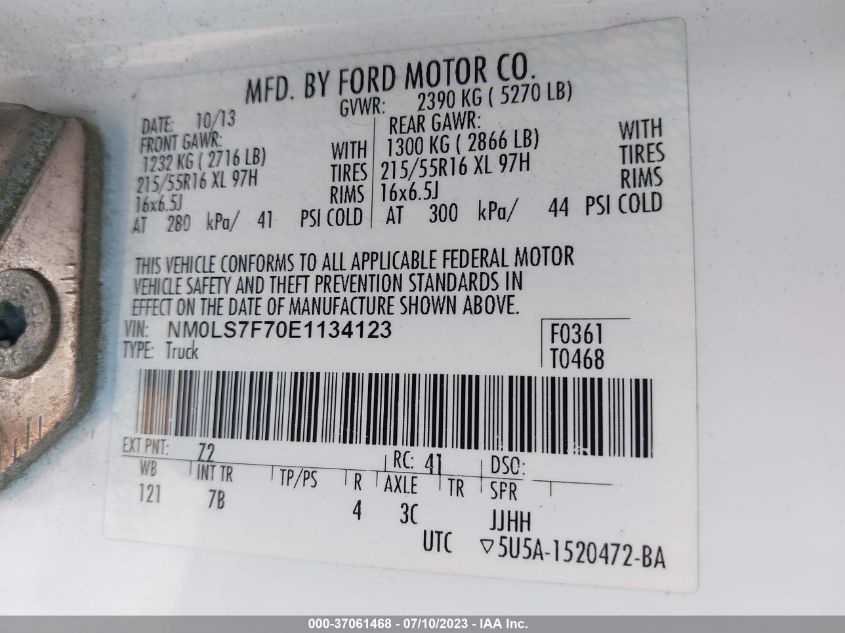 MFD. BY FORD MOTOR CO.
DATE: 10/13 GVWR: 2390 KG ( 5270 LB)
FRONT GAWR: REAR GAWR:
1232 KG ( 2716 LB) WITH 1300 KG ( 2866 LB) WITH
215/55R16 XL 97H TIRES 215/55R16 XL 97H TIRES
16x6.5J RIMS 16x6.5J RIMS
AT 280 kPa/ 41 PSI COLD AT 300 kPa/ 44 PSI COLD
THIS VEHICLE CONFORMS TO ALL APPLICABLE FEDERAL MOTOR
VEHICLE SAFETY AND THEFT PREVENTION STANDARDS IN
EFFECT ON THE DATE OF MANUFACTURE SHOWN ABOVE.
VIN: NM0LS7F70E1134123 F0361
TYPE: Truck T0468
EXT PNT: Z2 RC: 41 DSO:
WB INT TR TP/PS R AXLE TR SPR
121 7B 4 3C JJHH
UTC ▽5U5A-1520472-BA
000-37061468 - 07/10/2023 - IAA Inc.